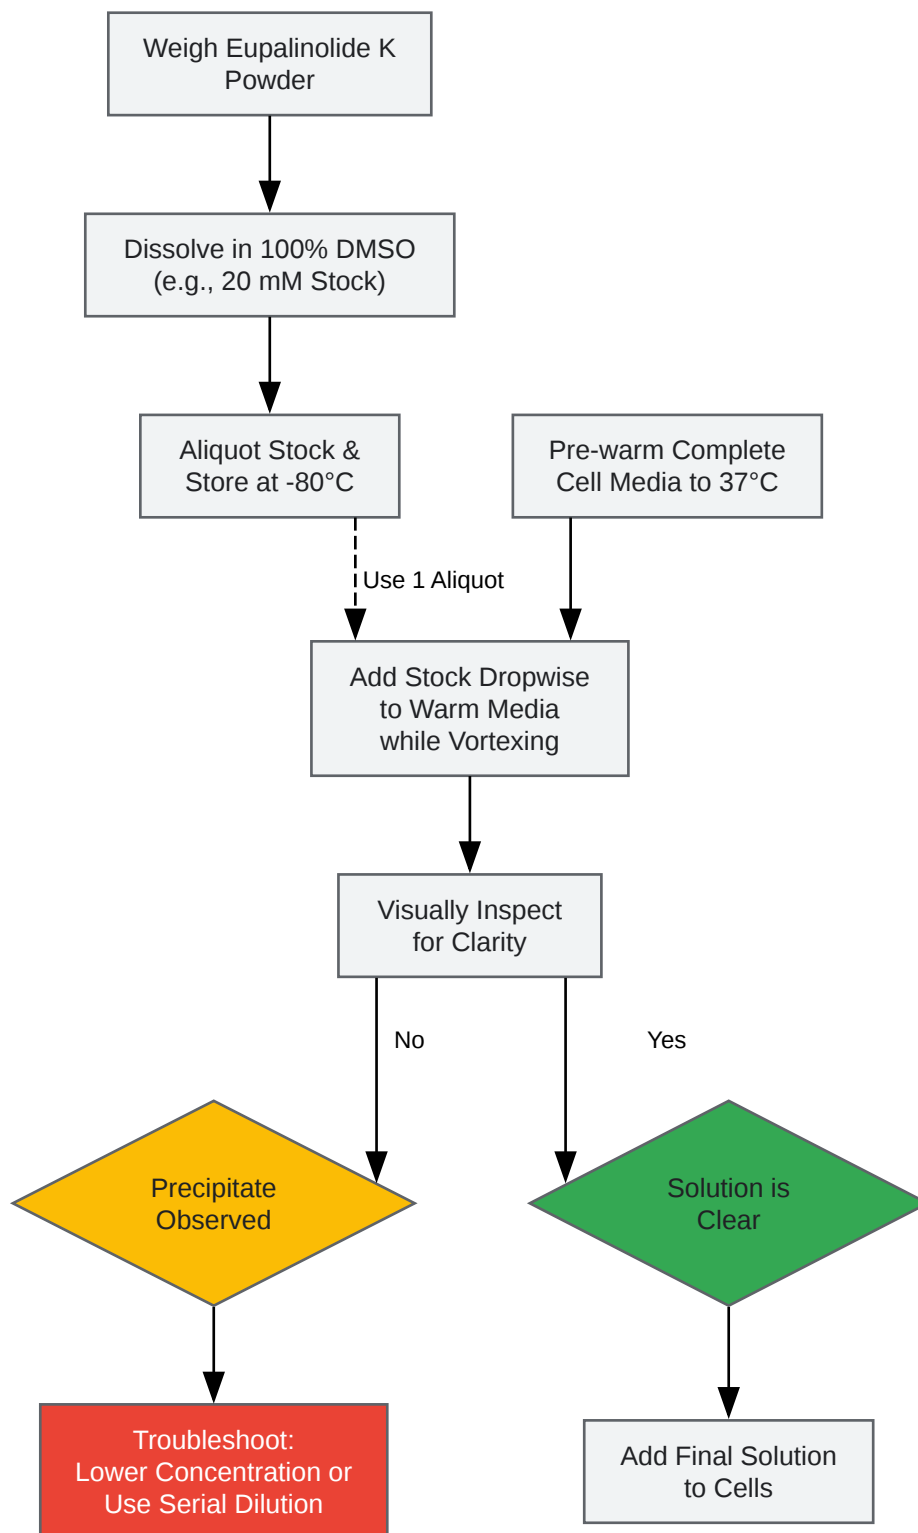 Weigh Eupalinolide K
Powder
Dissolve in 100% DMSO
(e.g., 20 mM Stock)
Aliquot Stock &
Store at -80°C
Pre-warm Complete
Cell Media to 37°C
Use 1 Aliquot
Add Stock Dropwise
to Warm Media
while Vortexing
Visually Inspect
for Clarity
No
Yes
Precipitate
Observed
Solution is
Clear
Troubleshoot:
Lower Concentration or
Use Serial Dilution
Add Final Solution
to Cells